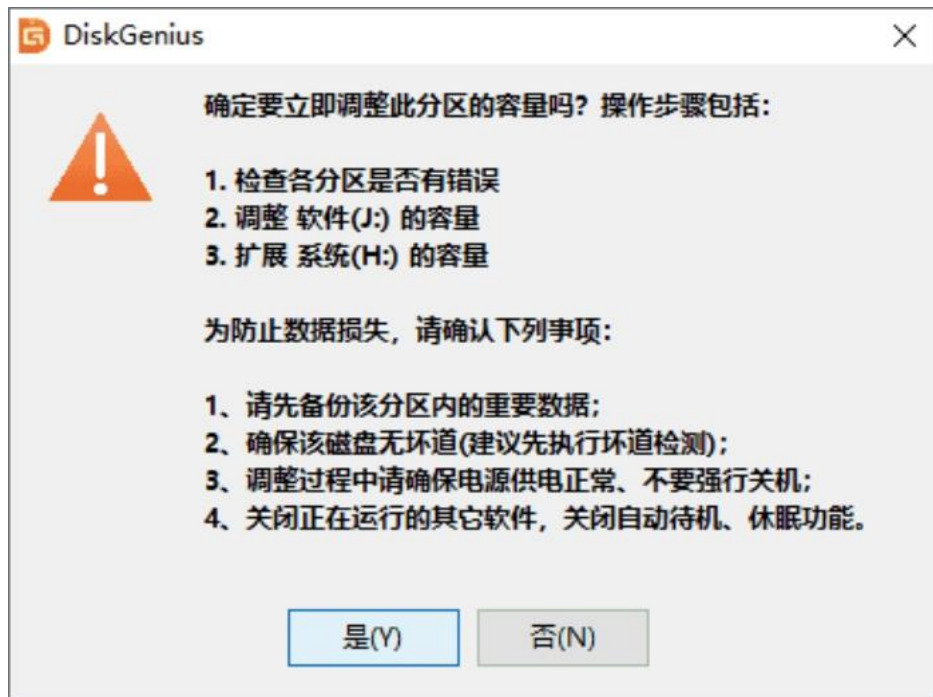 DiskGenius
确定要立即调整此分区的容量吗？操作步骤包括：
1. 检查各分区是否有错误
2. 调整 软件(J:) 的容量
3. 扩展 系统(H:) 的容量
为防止数据损失，请确认下列事项：
1、请先备份该分区内的重要数据；
2、确保该磁盘无坏道(建议先执行坏道检测)；
3、调整过程中请确保电源供电正常、不要强行关机；
4、关闭正在运行的其它软件，关闭自动待机、休眠功能。
是(Y) 否(N)